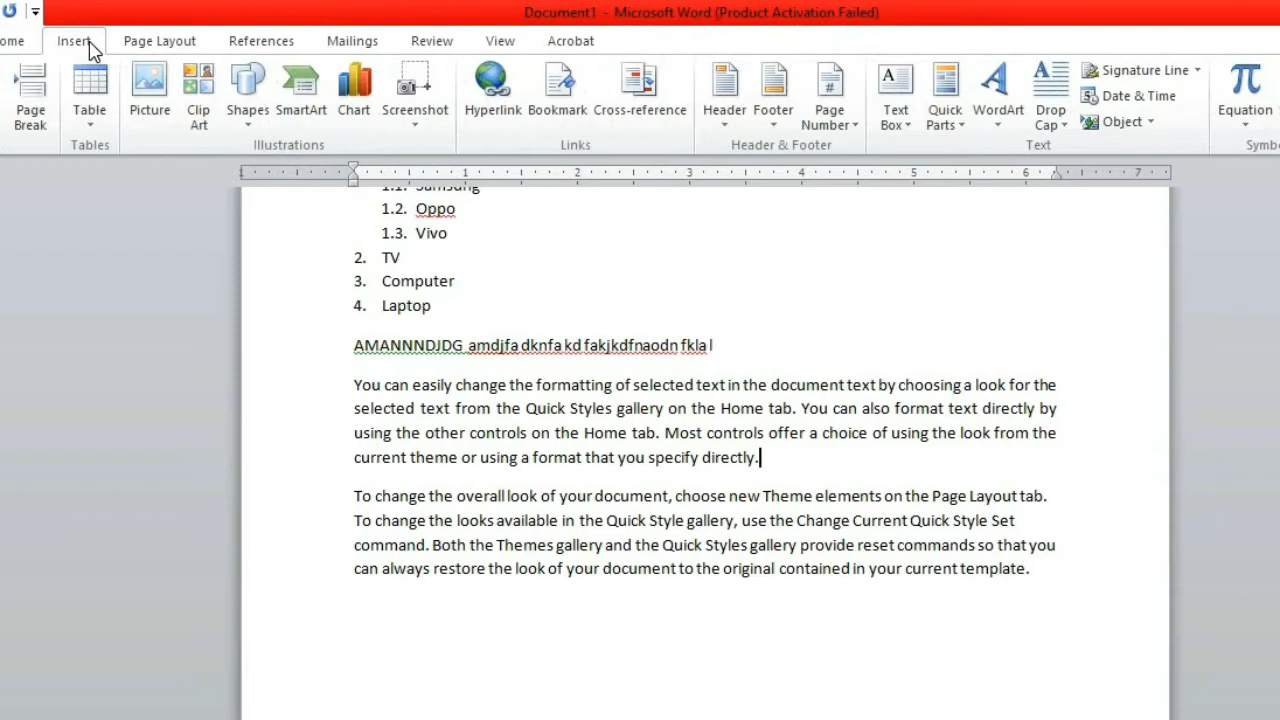 Document1 - Microsoft Word (Product Activation Failed)
ome Insert Page Layout References Mailings Review View Acrobat
Page Break
Table
Picture
Clip Art
Shapes
SmartArt
Chart
Screenshot
Hyperlink
Bookmark
Cross-reference
Header
Footer
Page Number
Text Box
Quick Parts
WordArt
Drop Cap
Signature Line
Date & Time
Object
Equation
Tables Illustrations Links Header & Footer Text Symb
1 1 2 3 4 5 6 7
1.1. Samsung
1.2. Oppo
1.3. Vivo
2. TV
3. Computer
4. Laptop
AMANNNDJDG amdjfa dknfa kd fakjkdfnaodn fkla l
You can easily change the formatting of selected text in the document text by choosing a look for the
selected text from the Quick Styles gallery on the Home tab. You can also format text directly by
using the other controls on the Home tab. Most controls offer a choice of using the look from the
current theme or using a format that you specify directly.
To change the overall look of your document, choose new Theme elements on the Page Layout tab.
To change the looks available in the Quick Style gallery, use the Change Current Quick Style Set
command. Both the Themes gallery and the Quick Styles gallery provide reset commands so that you
can always restore the look of your document to the original contained in your current template.